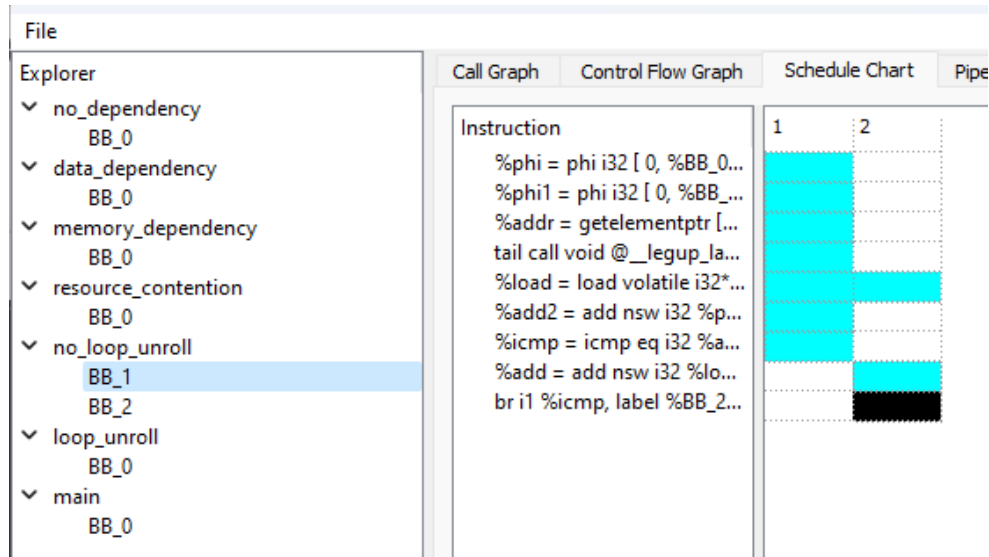 File
Explorer
no_dependency
BB_0
data_dependency
BB_0
memory_dependency
BB_0
resource_contention
BB_0
no_loop_unroll
BB_1
BB_2
loop_unroll
BB_0
main
BB_0
Call Graph Control Flow Graph Schedule Chart Pipe
Instruction 1 2
%phi = phi i32 [ 0, %BB_0...
%phi1 = phi i32 [ 0, %BB_...
%addr = getelementptr [...
tail call void @__legup_la...
%load = load volatile i32*...
%add2 = add nsw i32 %p...
%icmp = icmp eq i32 %a...
%add = add nsw i32 %lo...
br i1 %icmp, label %BB_2...